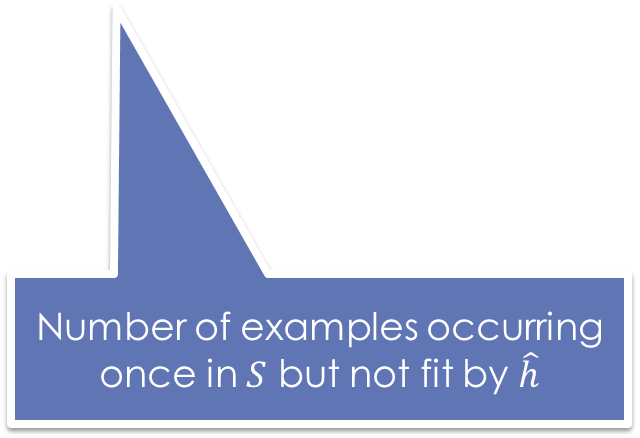 Number of examples occurring
once in 𝑆 but not fit by ĥ